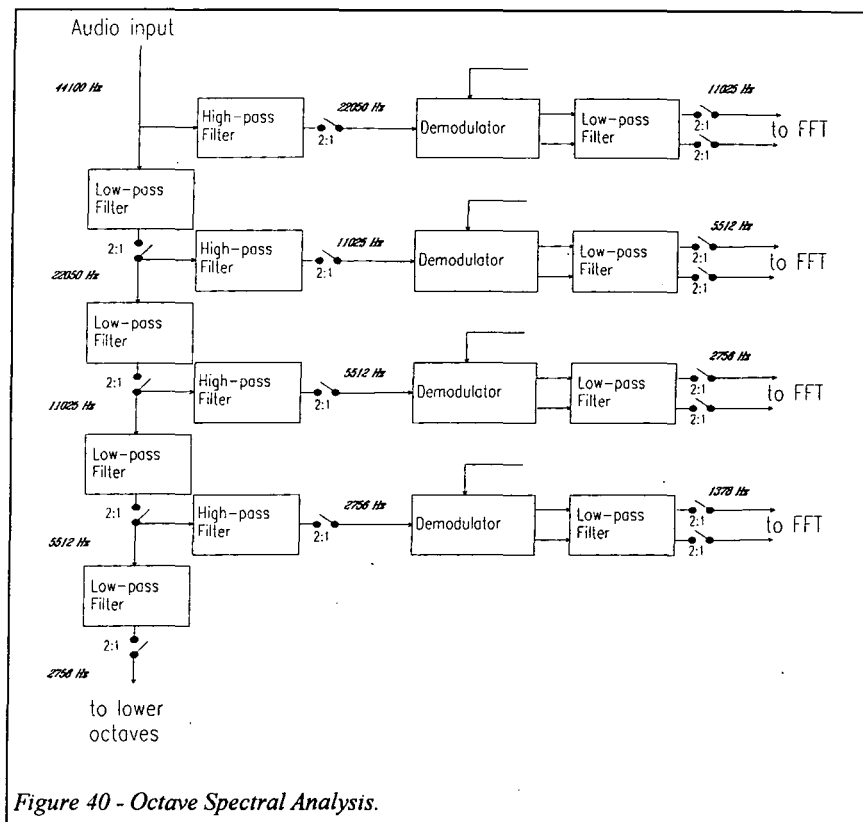 Audio input
44100 Hz
High-pass
Filter
2:1
22050 Hz
Demodulator
Low-pass
Filter
11025 Hz
2:1
2:1
to FFT
Low-pass
Filter
2:1
22050 Hz
High-pass
Filter
2:1
11025 Hz
Demodulator
Low-pass
Filter
5512 Hz
2:1
2:1
to FFT
Low-pass
Filter
2:1
11025 Hz
High-pass
Filter
2:1
5512 Hz
Demodulator
Low-pass
Filter
2756 Hz
2:1
2:1
to FFT
Low-pass
Filter
2:1
5512 Hz
High-pass
Filter
2:1
2756 Hz
Demodulator
Low-pass
Filter
1378 Hz
2:1
2:1
to FFT
Low-pass
Filter
2:1
2756 Hz
to lower
octaves
Figure 40 - Octave Spectral Analysis.